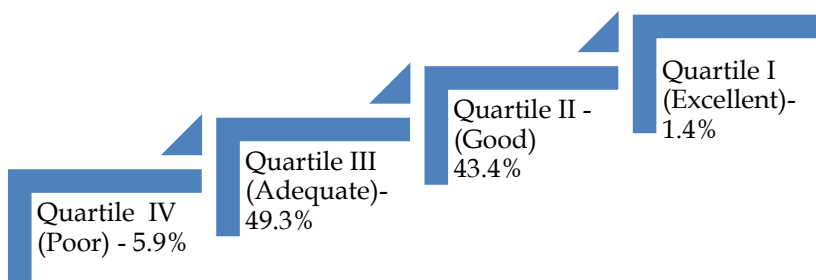 Quartile IV
(Poor) - 5.9%
Quartile III
(Adequate)-
49.3%
Quartile II -
(Good)
43.4%
Quartile I
(Excellent)-
1.4%